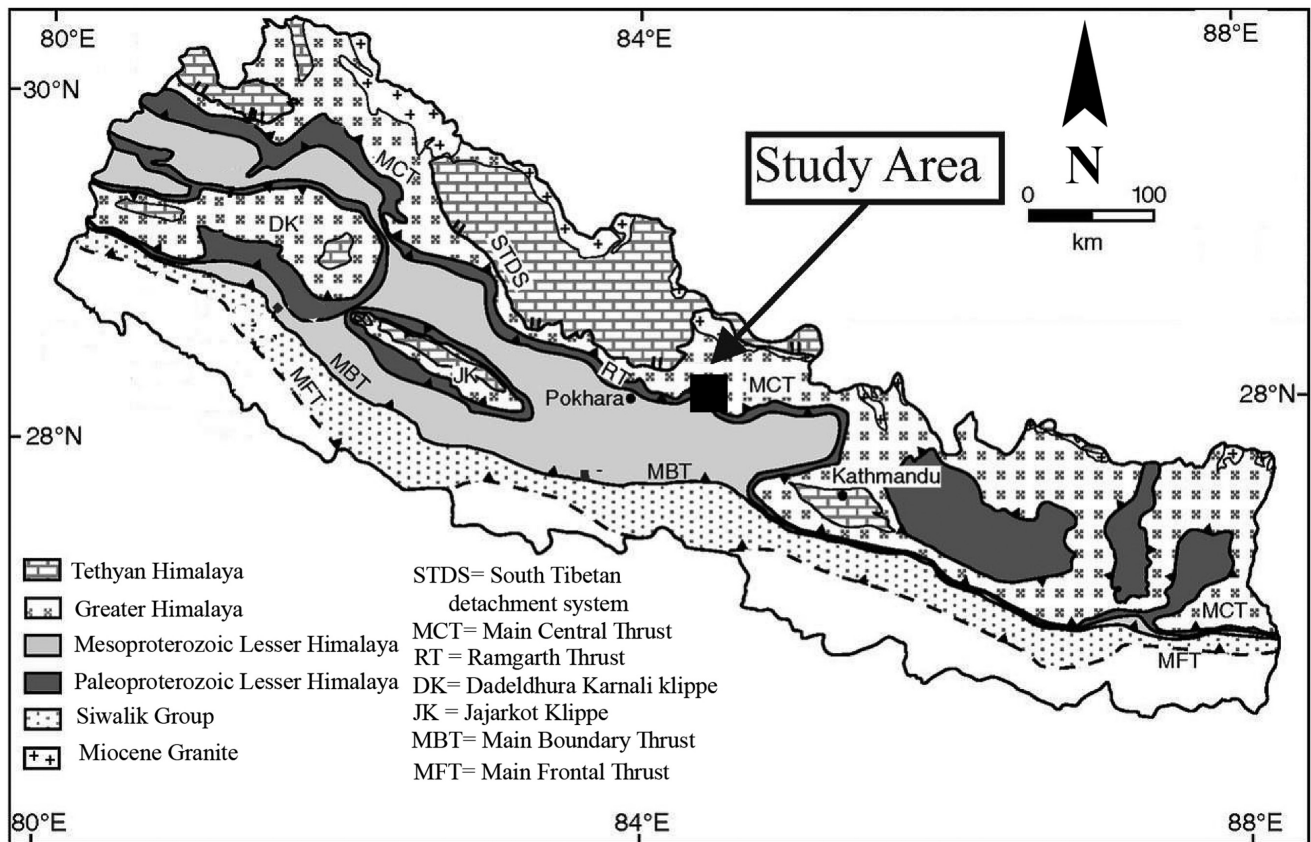 80°E
84°E
88°E
30°N
Study Area
N
0 100
km
MCT
DK
STDS
RT
MCT
28°N
MBT
JK
Pokhara
MFT
28°N
MBT
Kathmandu
MCT
MFT
Tethyan Himalaya
Greater Himalaya
Mesoproterozoic Lesser Himalaya
Paleoproterozoic Lesser Himalaya
Siwalik Group
Miocene Granite
STDS= South Tibetan
detachment system
MCT= Main Central Thrust
RT = Ramgarth Thrust
DK= Dadeldhura Karnali klippe
JK = Jajarkot Klippe
MBT= Main Boundary Thrust
MFT= Main Frontal Thrust
80°E
84°E
88°E